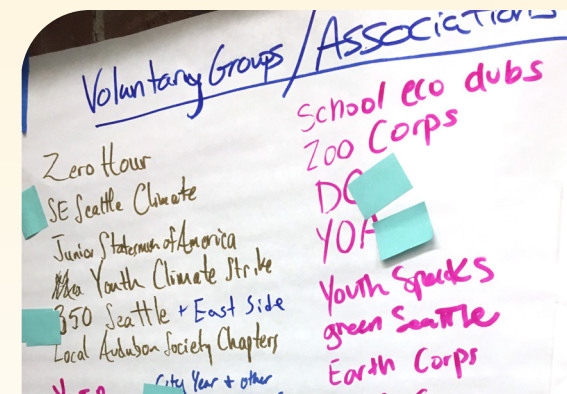 Voluntary Groups / Associations
Zero Hour
SE Seattle Climate
Junior Statesmen of America
Youth Climate Strike
350 Seattle + East Side
Local Audubon Society Chapters
City Year + other
School eco clubs
Zoo Corps
Youth Speaks
green Seattle
Earth Corps